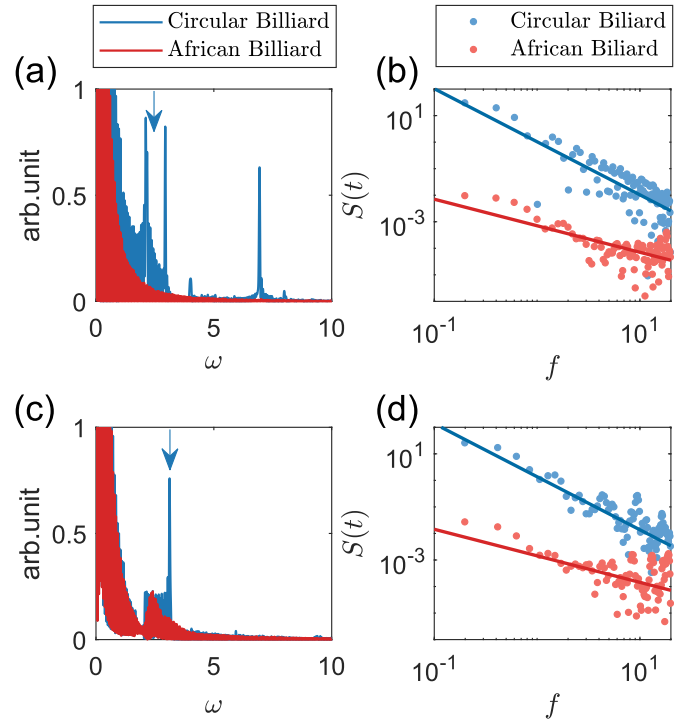 Circular Billiard
African Billiard
Circular Biliard
African Biliard
(a)
1
0.5
0
arb.unit
0
5
10
ω
(b)
10^1
10^-3
S(t)
10^-1
10^1
f
(c)
1
0.5
0
arb.unit
0
5
10
ω
(d)
10^1
10^-3
S(t)
10^-1
10^1
f